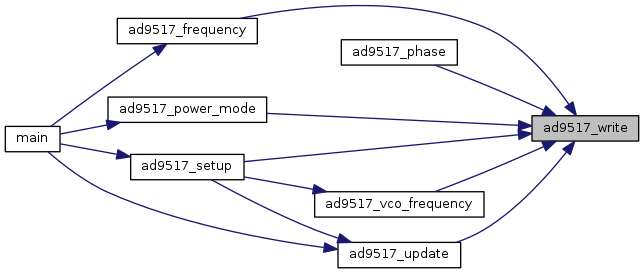 ad9517_frequency
ad9517_phase
ad9517_power_mode
ad9517_write
main
ad9517_setup
ad9517_vco_frequency
ad9517_update